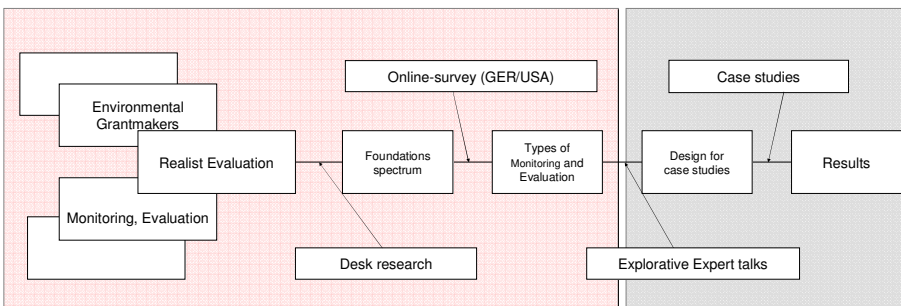 Online-survey (GER/USA)
Case studies
Environmental
Grantmakers
Realist Evaluation
Foundations
spectrum
Types of
Monitoring and
Evaluation
Design for
case studies
Results
Monitoring, Evaluation
Desk research
Explorative Expert talks